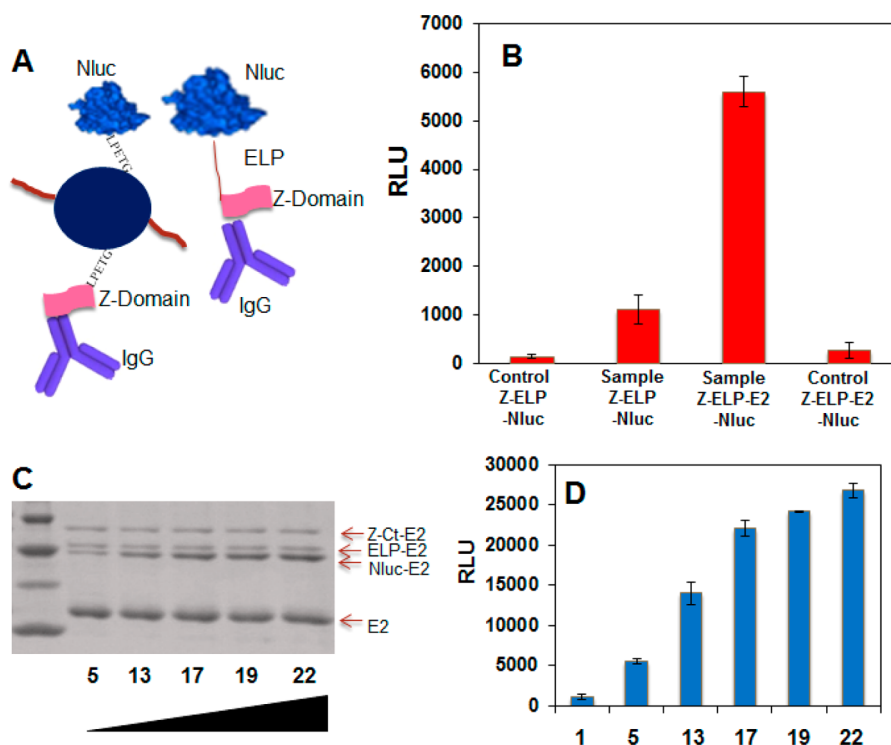 A
Nluc
Nluc
LPETG
ELP
Z-Domain
LPETG
Z-Domain
IgG
IgG
B
RLU
7000
6000
5000
4000
3000
2000
1000
0
Control
Z-ELP
-Nluc
Sample
Z-ELP
-Nluc
Sample
Z-ELP-E2
-Nluc
Control
Z-ELP-E2
-Nluc
C
Z-Ct-E2
ELP-E2
Nluc-E2
E2
5 13 17 19 22
D
RLU
30000
25000
20000
15000
10000
5000
0
1 5 13 17 19 22